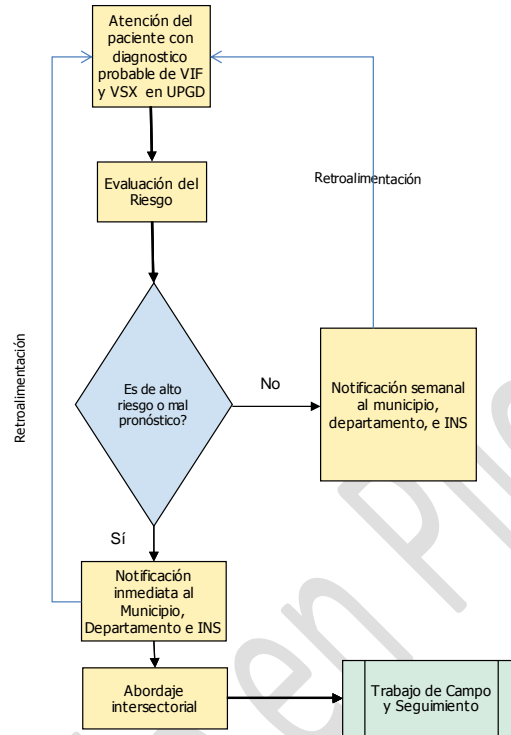 Atención del
paciente con
diagnostico
probable de VIF
y VSX en UPGD
Evaluación del
Riesgo
Retroalimentación
Retroalimentación
Es de alto
riesgo o mal
pronóstico?
No
Notificación semanal
al municipio,
departamento, e INS
Sí
Notificación
inmediata al
Municipio,
Departamento e INS
Abordaje
intersectorial
Trabajo de Campo
y Seguimiento
en